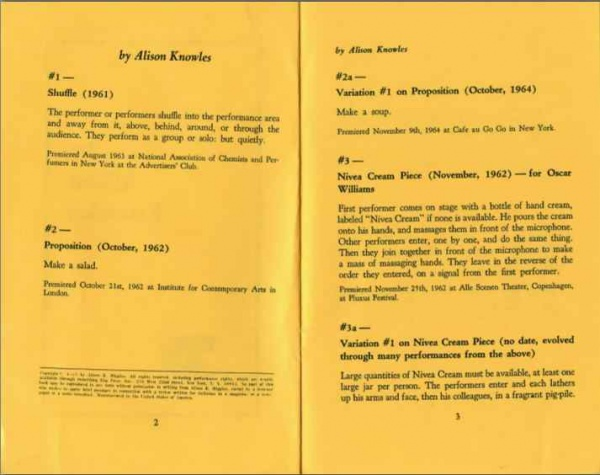 by Alison Knowles
#1 —
Shuffle (1961)
The performer or performers shuffle into the performance area
and away from it, above, behind, around, or through the
audience. They perform as a group or solo: but quietly.
Premiered August 1963 at National Association of Chemists and Per-
fumers in New York at the Advertisers' Club.
#2 —
Proposition (October, 1962)
Make a salad.
Premiered October 21st, 1962 at Institute for Contemporary Arts in
London.
2
by Alison Knowles
#2a —
Variation #1 on Proposition (October, 1964)
Make a soup.
Premiered November 9th, 1964 at Cafe au Go Go in New York.
#3 —
Nivea Cream Piece (November, 1962) — for Oscar
Williams
First performer comes on stage with a bottle of hand cream,
labeled "Nivea Cream" if none is available. He pours the cream
onto his hands, and massages them in front of the microphone.
Other performers enter, one by one, and do the same thing.
Then they join together in front of the microphone to make
a mass of massaging hands. They leave in the reverse of the
order they entered, on a signal from the first performer.
Premiered November 25th, 1962 at Alle Scenen Theater, Copenhagen,
at Fluxus Festival.
#3a —
Variation #1 on Nivea Cream Piece (no date, evolved
through many performances from the above)
Large quantities of Nivea Cream must be available, at least one
large jar per person. The performers enter and each lathers
up his arms and face, then his colleagues, in a fragrant pig-pile.
3